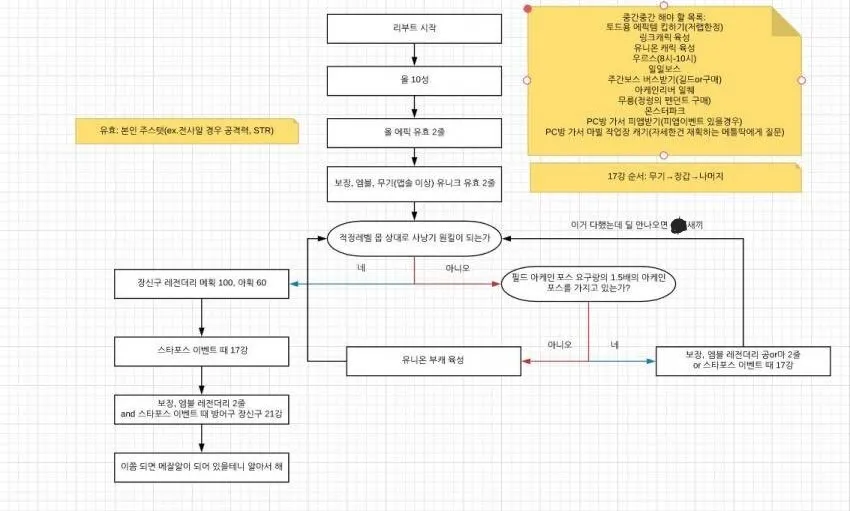 리부트 시작
올 10성
올 에픽 유효 2줄
보장, 엠블, 무기(앱솔 이상) 유니크 유효 2줄
유효: 본인 주스탯(ex.전사일 경우 공격력, STR)
중간중간 해야 할 목록:
토드용 에픽템 킵하기(저렙한정)
링크캐릭 육성
유니온 캐릭 육성
우르스(8시-10시)
일일보스
주간보스 버스받기(길드or구매)
아케인리버 일퀘
무릉(정령의 펜던트 구매)
몬스터파크
PC방 가서 피앱받기(피앱이벤트 있을경우)
PC방 가서 마빌 작업장 캐기(자세한건 재획하는 메틀딱에게 질문)
17강 순서: 무기→장갑→나머지
적정레벨 몹 상대로 사냥기 원킬이 되는가
이거 다했는데 딜 안나오면 새끼
네
아니오
장신구 레전더리 메획 100, 아획 60
필드 아케인 포스 요구량의 1.5배의 아케인
포스를 가지고 있는가?
스타포스 이벤트 때 17강
아니오
네
유니온 부캐 육성
보장, 엠블 레전더리 공or마 2줄
or 스타포스 이벤트 때 17강
보장, 엠블 레전더리 2줄
and 스타포스 이벤트 때 방어구 장신구 21강
이쯤 되면 메잘알이 되어 있을테니 알아서 해